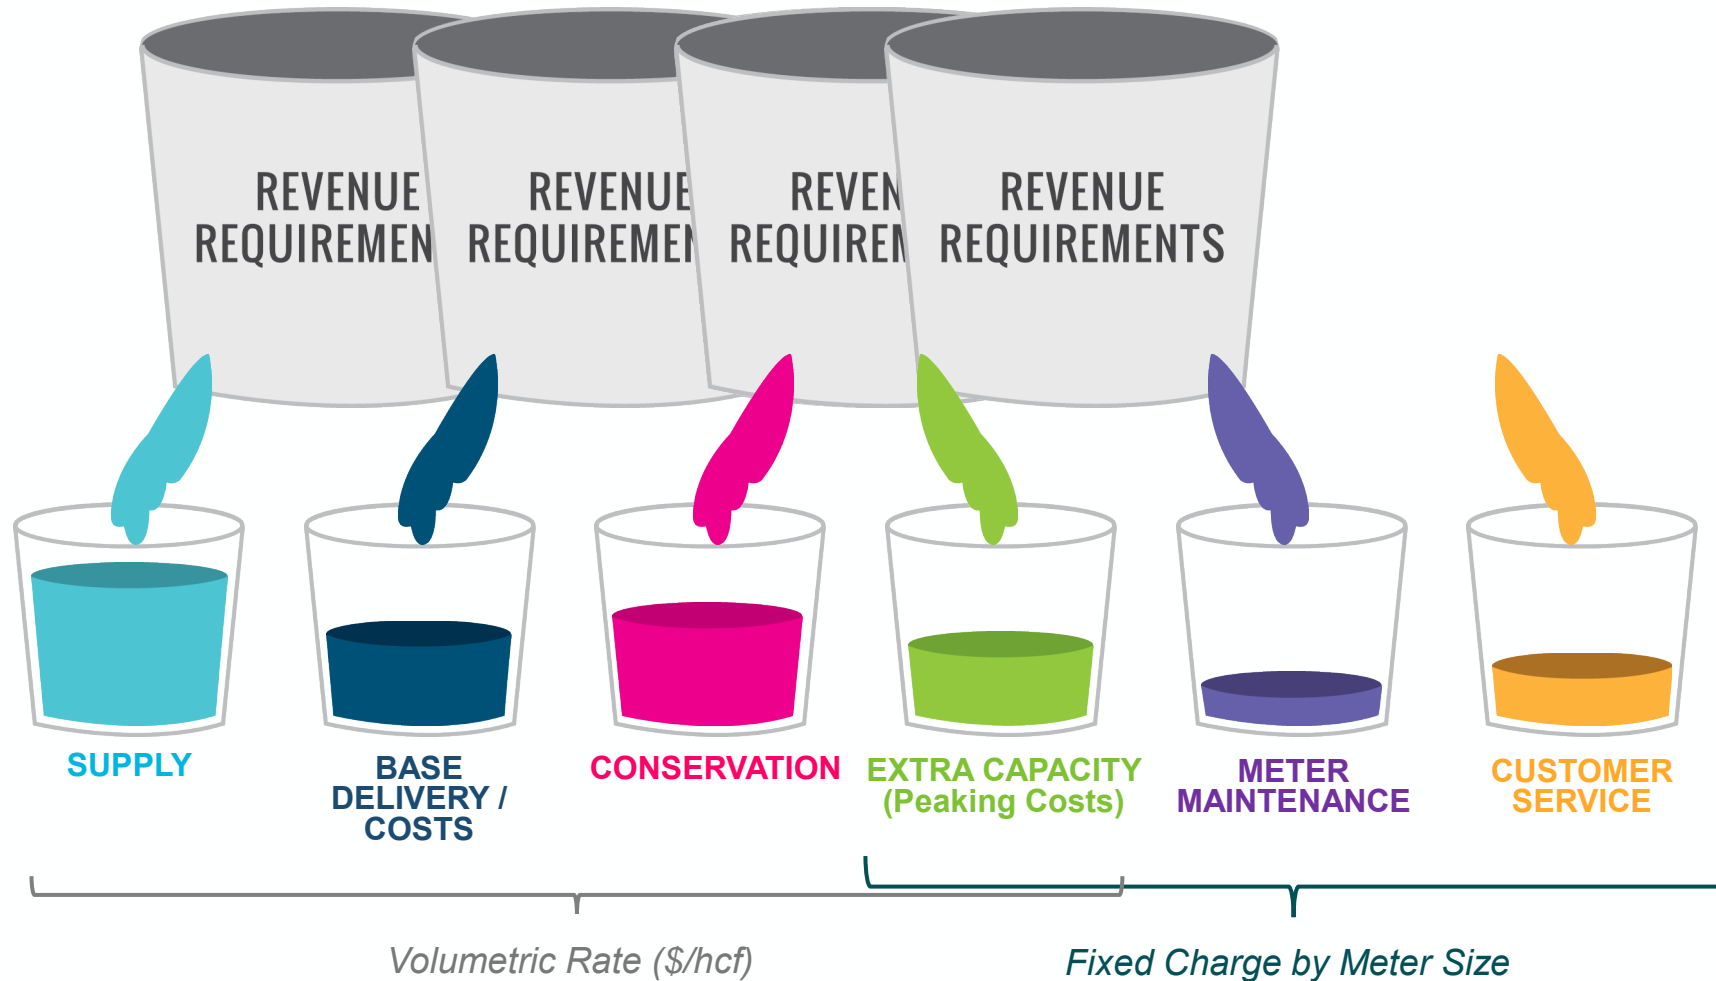 REVENUE
REQUIREMEN
REVENUE
REQUIREMEN
REVEN
REQUIREM
REVENUE
REQUIREMENTS
SUPPLY
BASE
DELIVERY /
COSTS
CONSERVATION
EXTRA CAPACITY
(Peaking Costs)
METER
MAINTENANCE
CUSTOMER
SERVICE
Volumetric Rate ($/hcf)
Fixed Charge by Meter Size